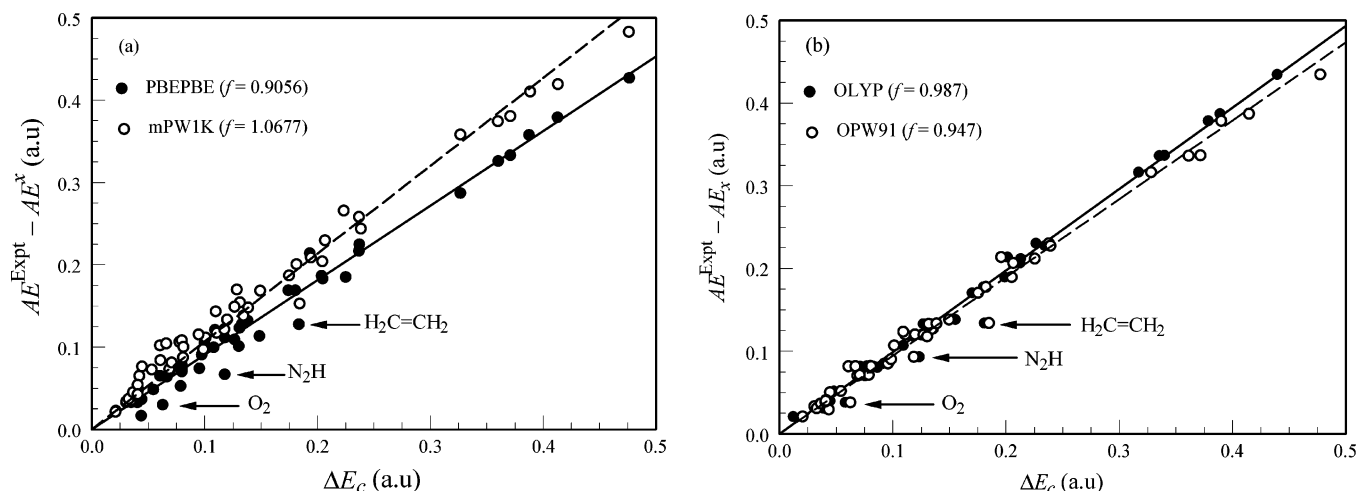 (a)
PBEPBE (f = 0.9056)
mPW1K (f = 1.0677)
H₂C=CH₂
N₂H
O₂
0.5
0.4
0.3
0.2
0.1
0.0
0.0 0.1 0.2 0.3 0.4 0.5
AE^Expt – AE^x (a.u)
ΔE_c (a.u)
(b)
OLYP (f = 0.987)
OPW91 (f = 0.947)
H₂C=CH₂
N₂H
O₂
0.5
0.4
0.3
0.2
0.1
0.0
0.0 0.1 0.2 0.3 0.4 0.5
AE^Expt – AE_x (a.u)
ΔE_c (a.u)